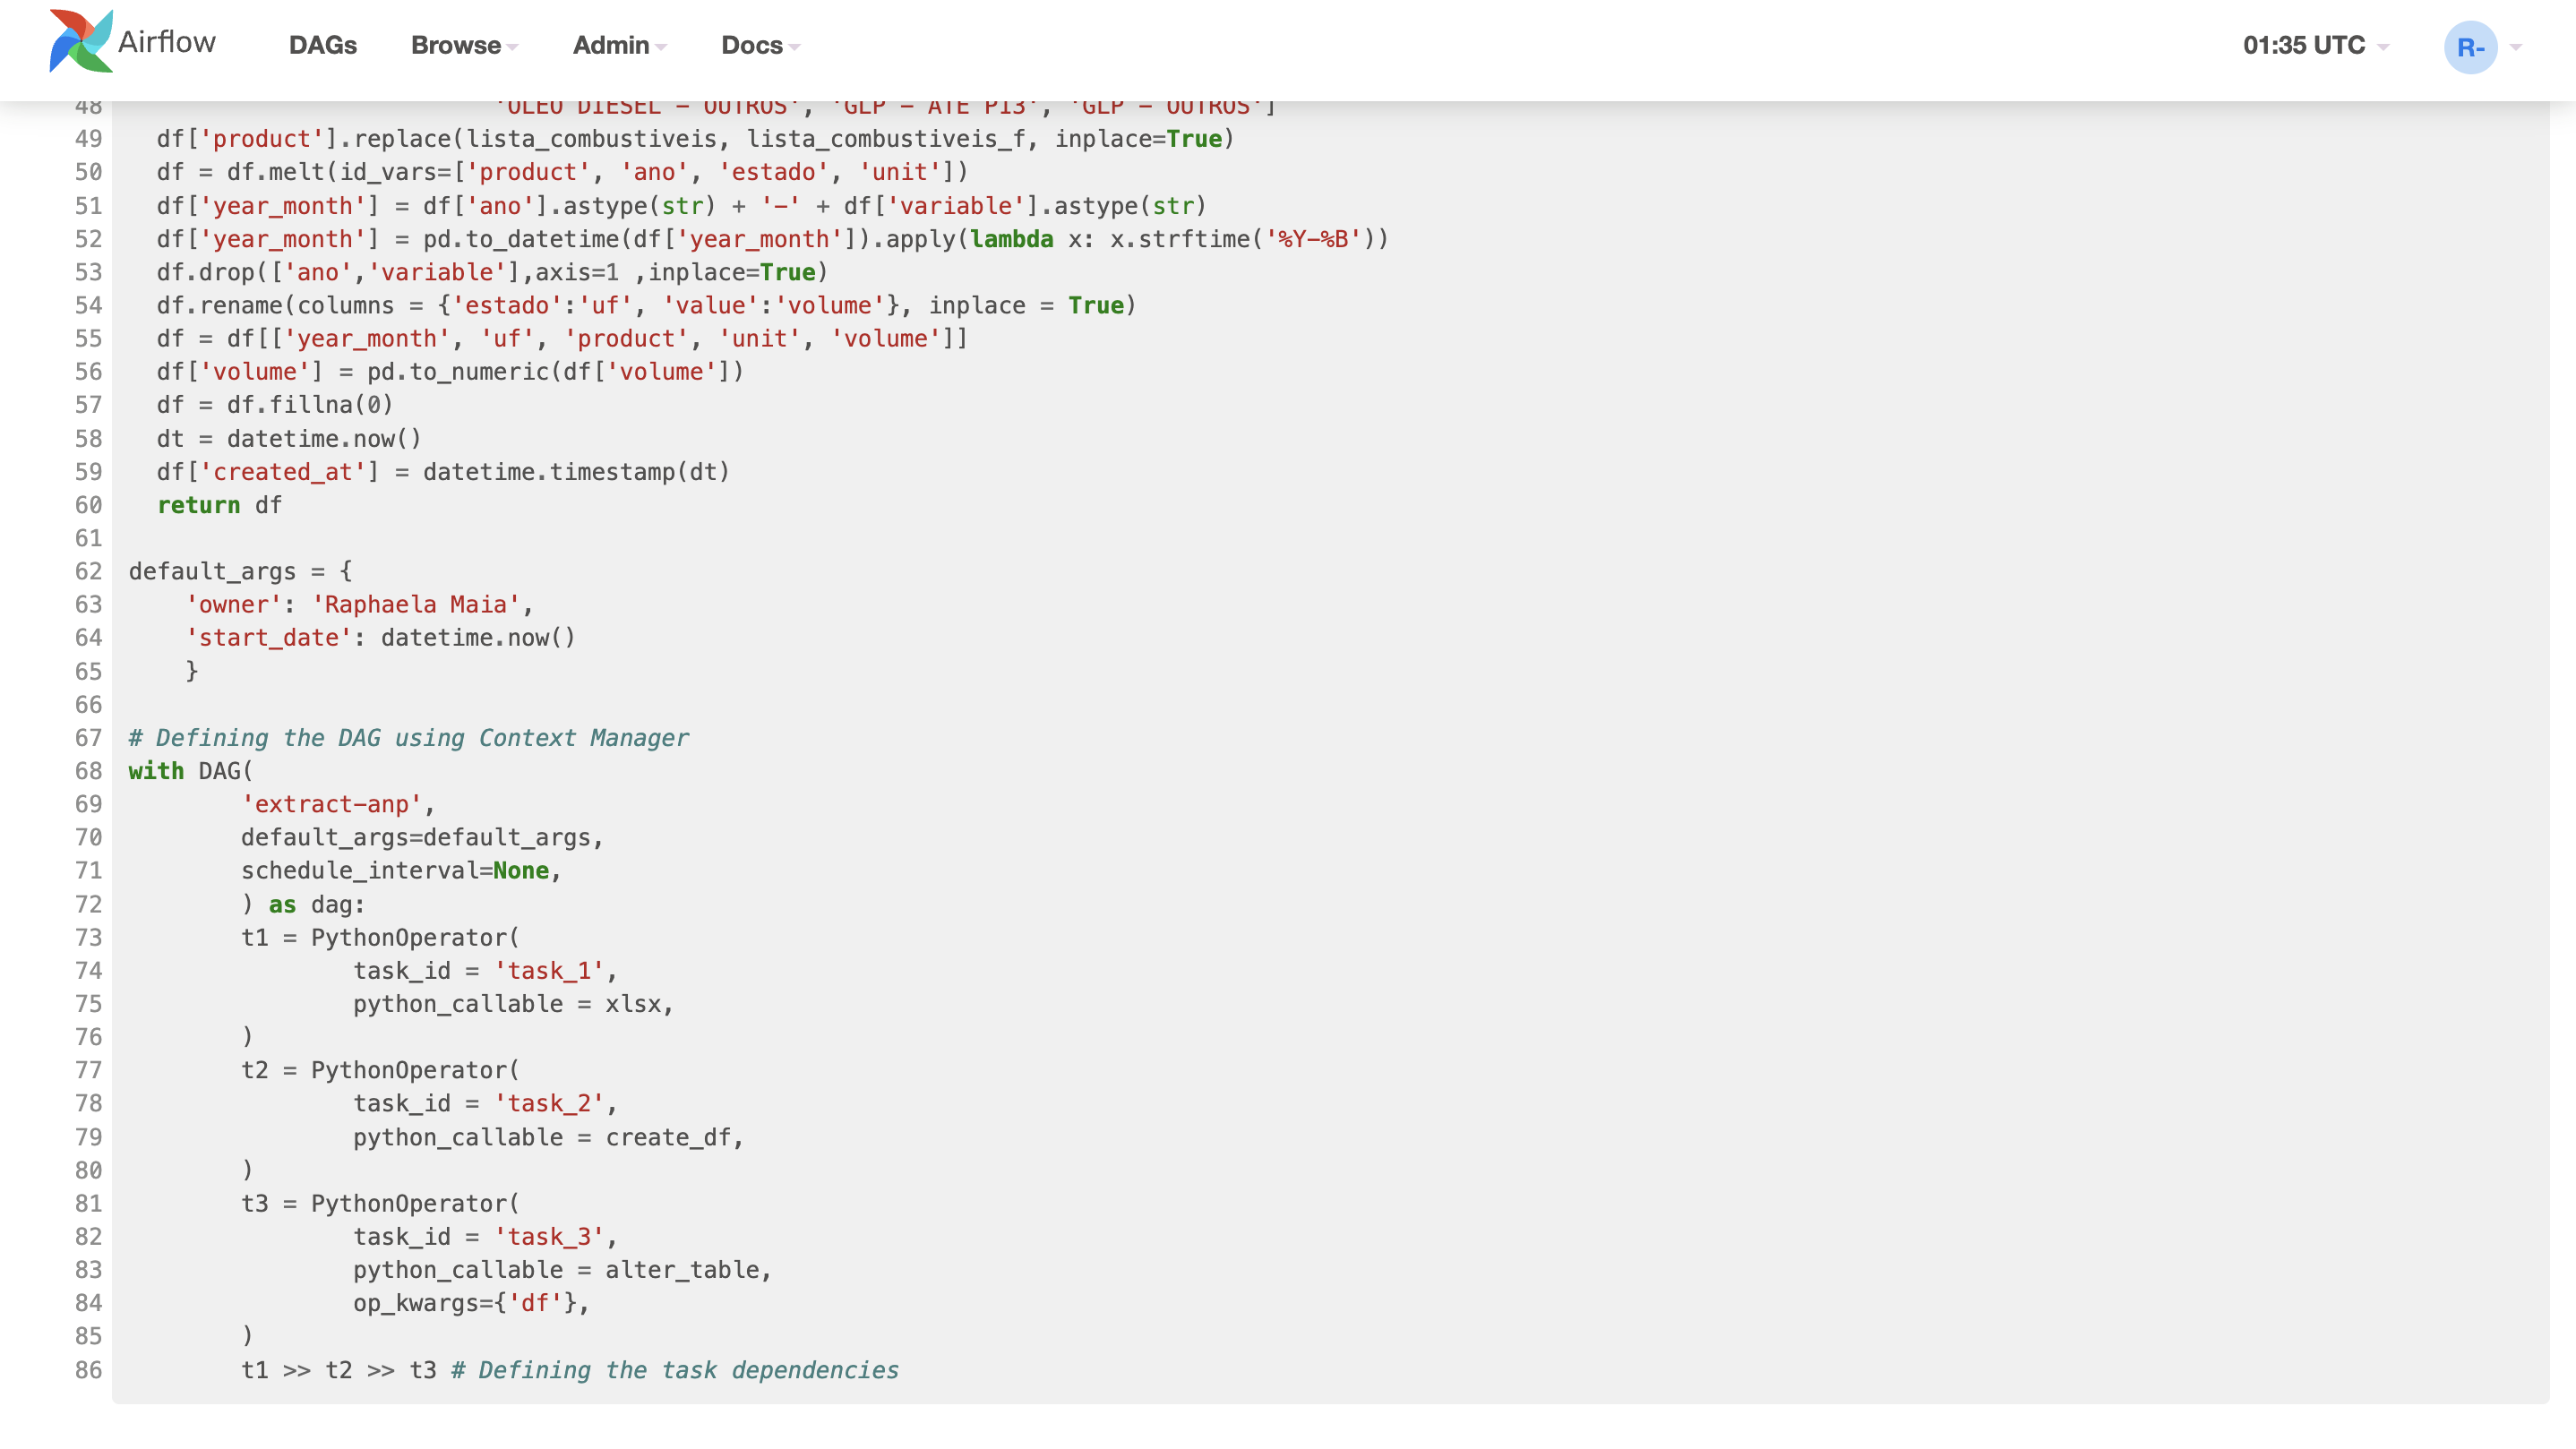 Airflow DAGs Browse Admin Docs 01:35 UTC R-
48 'OLEO DIESEL - OUTROS', 'GLP - ATE P13', 'GLP - OUTROS']
49 df['product'].replace(lista_combustiveis, lista_combustiveis_f, inplace=True)
50 df = df.melt(id_vars=['product', 'ano', 'estado', 'unit'])
51 df['year_month'] = df['ano'].astype(str) + '-' + df['variable'].astype(str)
52 df['year_month'] = pd.to_datetime(df['year_month']).apply(lambda x: x.strftime('%Y-%B'))
53 df.drop(['ano','variable'],axis=1 ,inplace=True)
54 df.rename(columns = {'estado':'uf', 'value':'volume'}, inplace = True)
55 df = df[['year_month', 'uf', 'product', 'unit', 'volume']]
56 df['volume'] = pd.to_numeric(df['volume'])
57 df = df.fillna(0)
58 dt = datetime.now()
59 df['created_at'] = datetime.timestamp(dt)
60 return df
61
62 default_args = {
63 'owner': 'Raphaela Maia',
64 'start_date': datetime.now()
65 }
66
67 # Defining the DAG using Context Manager
68 with DAG(
69 'extract-anp',
70 default_args=default_args,
71 schedule_interval=None,
72 ) as dag:
73 t1 = PythonOperator(
74 task_id = 'task_1',
75 python_callable = xlsx,
76 )
77 t2 = PythonOperator(
78 task_id = 'task_2',
79 python_callable = create_df,
80 )
81 t3 = PythonOperator(
82 task_id = 'task_3',
83 python_callable = alter_table,
84 op_kwargs={'df'},
85 )
86 t1 >> t2 >> t3 # Defining the task dependencies